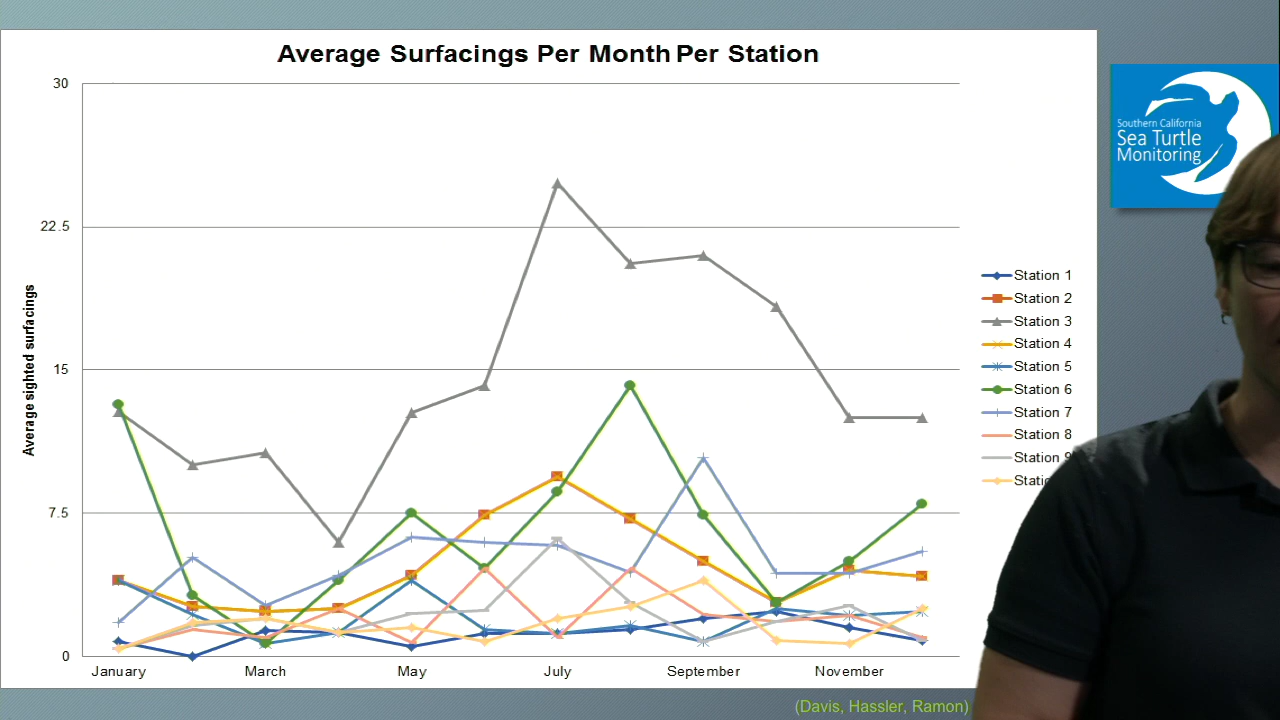 Average Surfacings Per Month Per Station
30
22.5
15
7.5
0
Average sighted surfacings
January
March
May
July
September
November
Station 1
Station 2
Station 3
Station 4
Station 5
Station 6
Station 7
Station 8
Station
Southern California
Sea Turtle
Monitoring
(Davis, Hassler, Ramon)